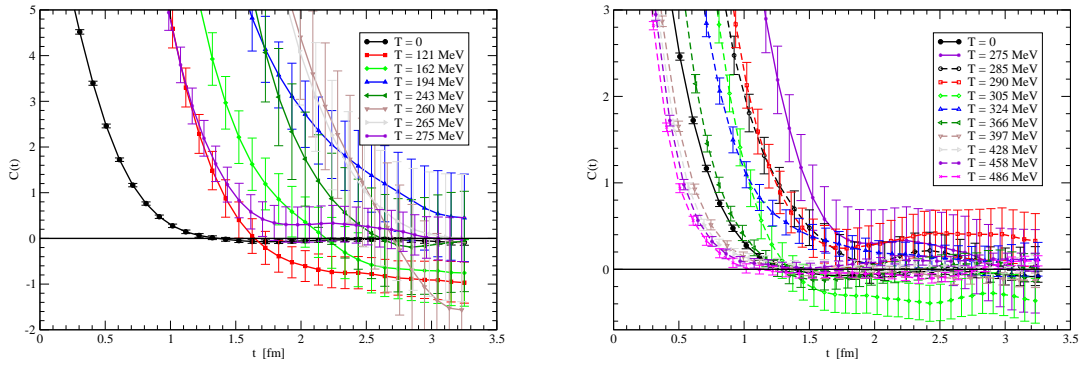 5
4
3
2
1
0
-1
-2
C(t)
0
0.5
1
1.5
2
2.5
3
3.5
t [fm]
T = 0
T = 121 MeV
T = 162 MeV
T = 194 MeV
T = 243 MeV
T = 260 MeV
T = 265 MeV
T = 275 MeV
3
2
1
0
C(t)
0
0.5
1
1.5
2
2.5
3
3.5
t [fm]
T = 0
T = 275 MeV
T = 285 MeV
T = 290 MeV
T = 305 MeV
T = 324 MeV
T = 366 MeV
T = 397 MeV
T = 428 MeV
T = 458 MeV
T = 486 MeV